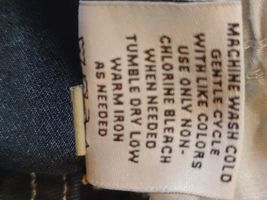 MACHINE WASH COLD
GENTLE CYCLE
WITH LIKE COLORS
USE ONLY NON-
CHLORINE BLEACH
WHEN NEEDED
TUMBLE DRY LOW
WARM IRON
AS NEEDED